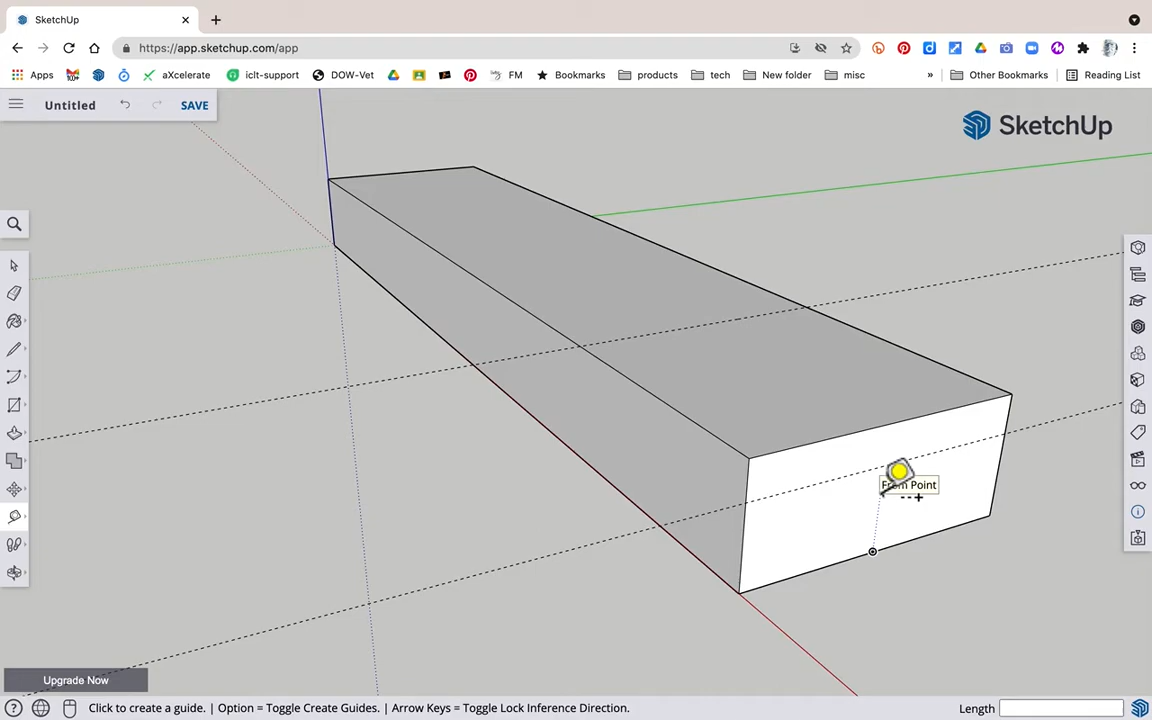 SketchUp
https://app.sketchup.com/app
Apps
100+
aXcelerate
iclt-support
DOW-Vet
FM
Bookmarks
products
tech
New folder
misc
»
Other Bookmarks
Reading List
Untitled
SAVE
SketchUp
From Point
Upgrade Now
Click to create a guide. | Option = Toggle Create Guides. | Arrow Keys = Toggle Lock Inference Direction.
Length